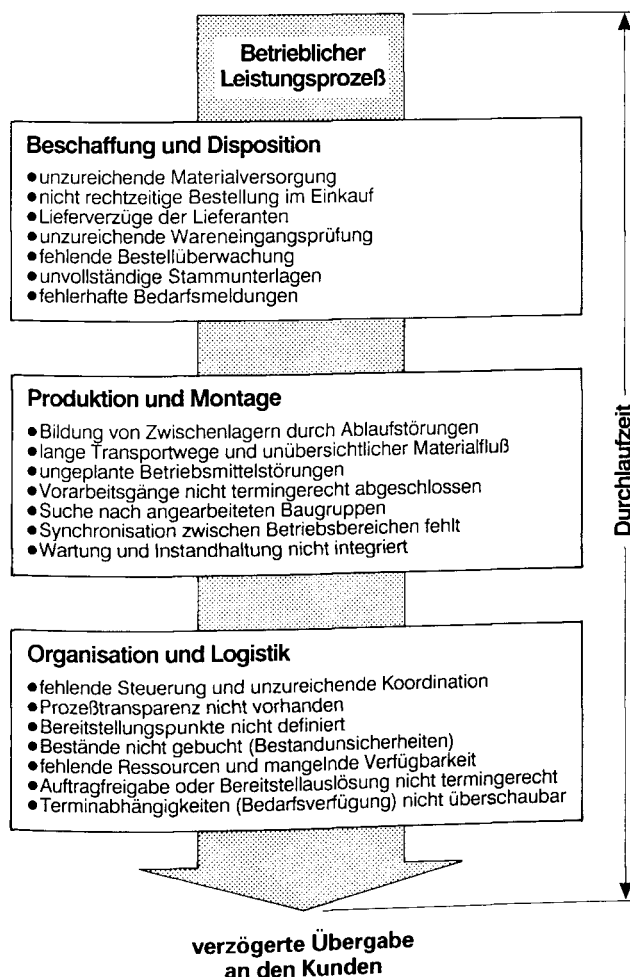 Betrieblicher
Leistungsprozeß
Beschaffung und Disposition
● unzureichende Materialversorgung
● nicht rechtzeitige Bestellung im Einkauf
● Lieferverzüge der Lieferanten
● unzureichende Wareneingangsprüfung
● fehlende Bestellüberwachung
● unvollständige Stammunterlagen
● fehlerhafte Bedarfsmeldungen
Produktion und Montage
● Bildung von Zwischenlagern durch Ablaufstörungen
● lange Transportwege und unübersichtlicher Materialfluß
● ungeplante Betriebsmittelstörungen
● Vorarbeitsgänge nicht termingerecht abgeschlossen
● Suche nach angearbeiteten Baugruppen
● Synchronisation zwischen Betriebsbereichen fehlt
● Wartung und Instandhaltung nicht integriert
Organisation und Logistik
● fehlende Steuerung und unzureichende Koordination
● Prozeßtransparenz nicht vorhanden
● Bereitstellungspunkte nicht definiert
● Bestände nicht gebucht (Bestandunsicherheiten)
● fehlende Ressourcen und mangelnde Verfügbarkeit
● Auftragfreigabe oder Bereitstellauslösung nicht termingerecht
● Terminabhängigkeiten (Bedarfsverfügung) nicht überschaubar
verzögerte Übergabe
an den Kunden
Durchlaufzeit